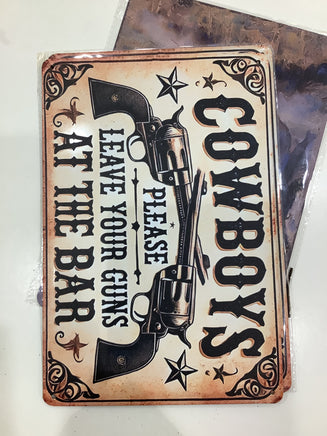 COWBOYS
PLEASE
LEAVE YOUR GUNS
AT THE BAR